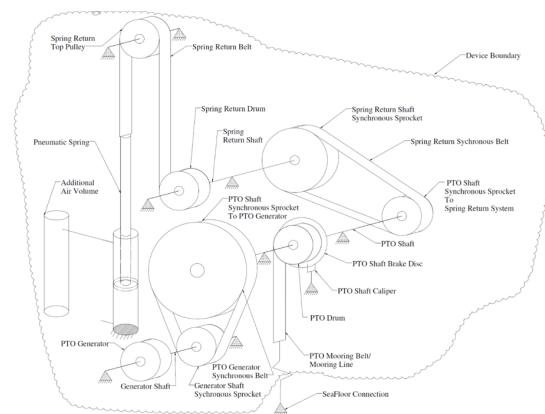 Spring Return
Top Pulley
Spring Return Belt
Device Boundary
Spring Return Drum
Spring
Return Shaft
Spring Return Shaft
Synchronous Sprocket
Spring Return Sychronous Belt
Pneumatic Spring
Additional
Air Volume
PTO Shaft
Synchronous Sprocket
To PTO Generator
PTO Shaft
Synchronous Sprocket
To
Spring Return System
PTO Shaft
PTO Shaft Brake Disc
PTO Shaft Caliper
PTO Drum
PTO Generator
PTO Generator
Synchronous Belt
PTO Mooring Belt/
Mooring Line
Generator Shaft
Generator Shaft
Sychronous Sprocket
SeaFloor Connection